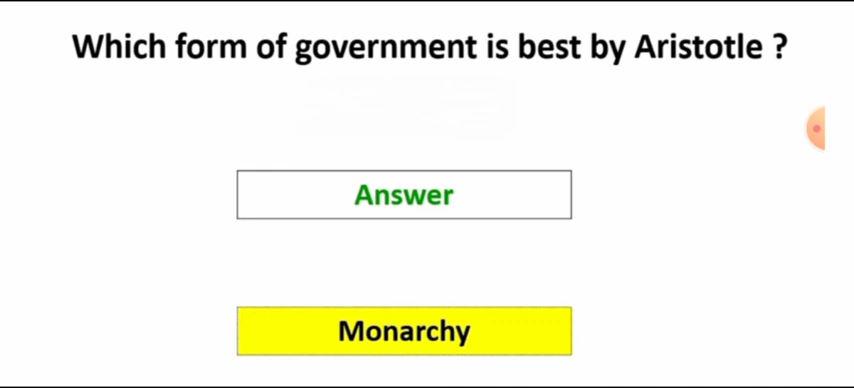 Which form of government is best by Aristotle ?
Answer
Monarchy